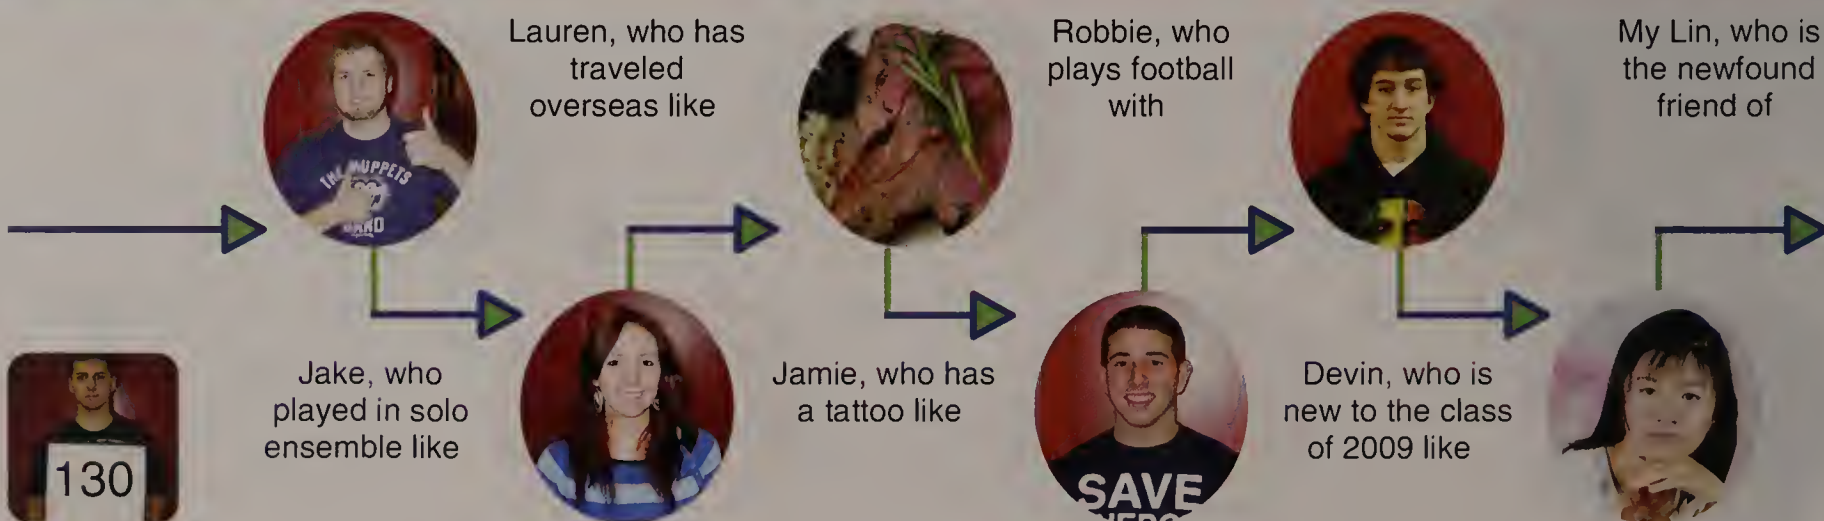 Lauren, who has
traveled
overseas like
Robbie, who
plays football
with
My Lin, who is
the newfound
friend of
THE MUPPETS
Jake, who
played in solo
ensemble like
Jamie, who has
a tattoo like
Devin, who is
new to the class
of 2009 like
130
SAVE